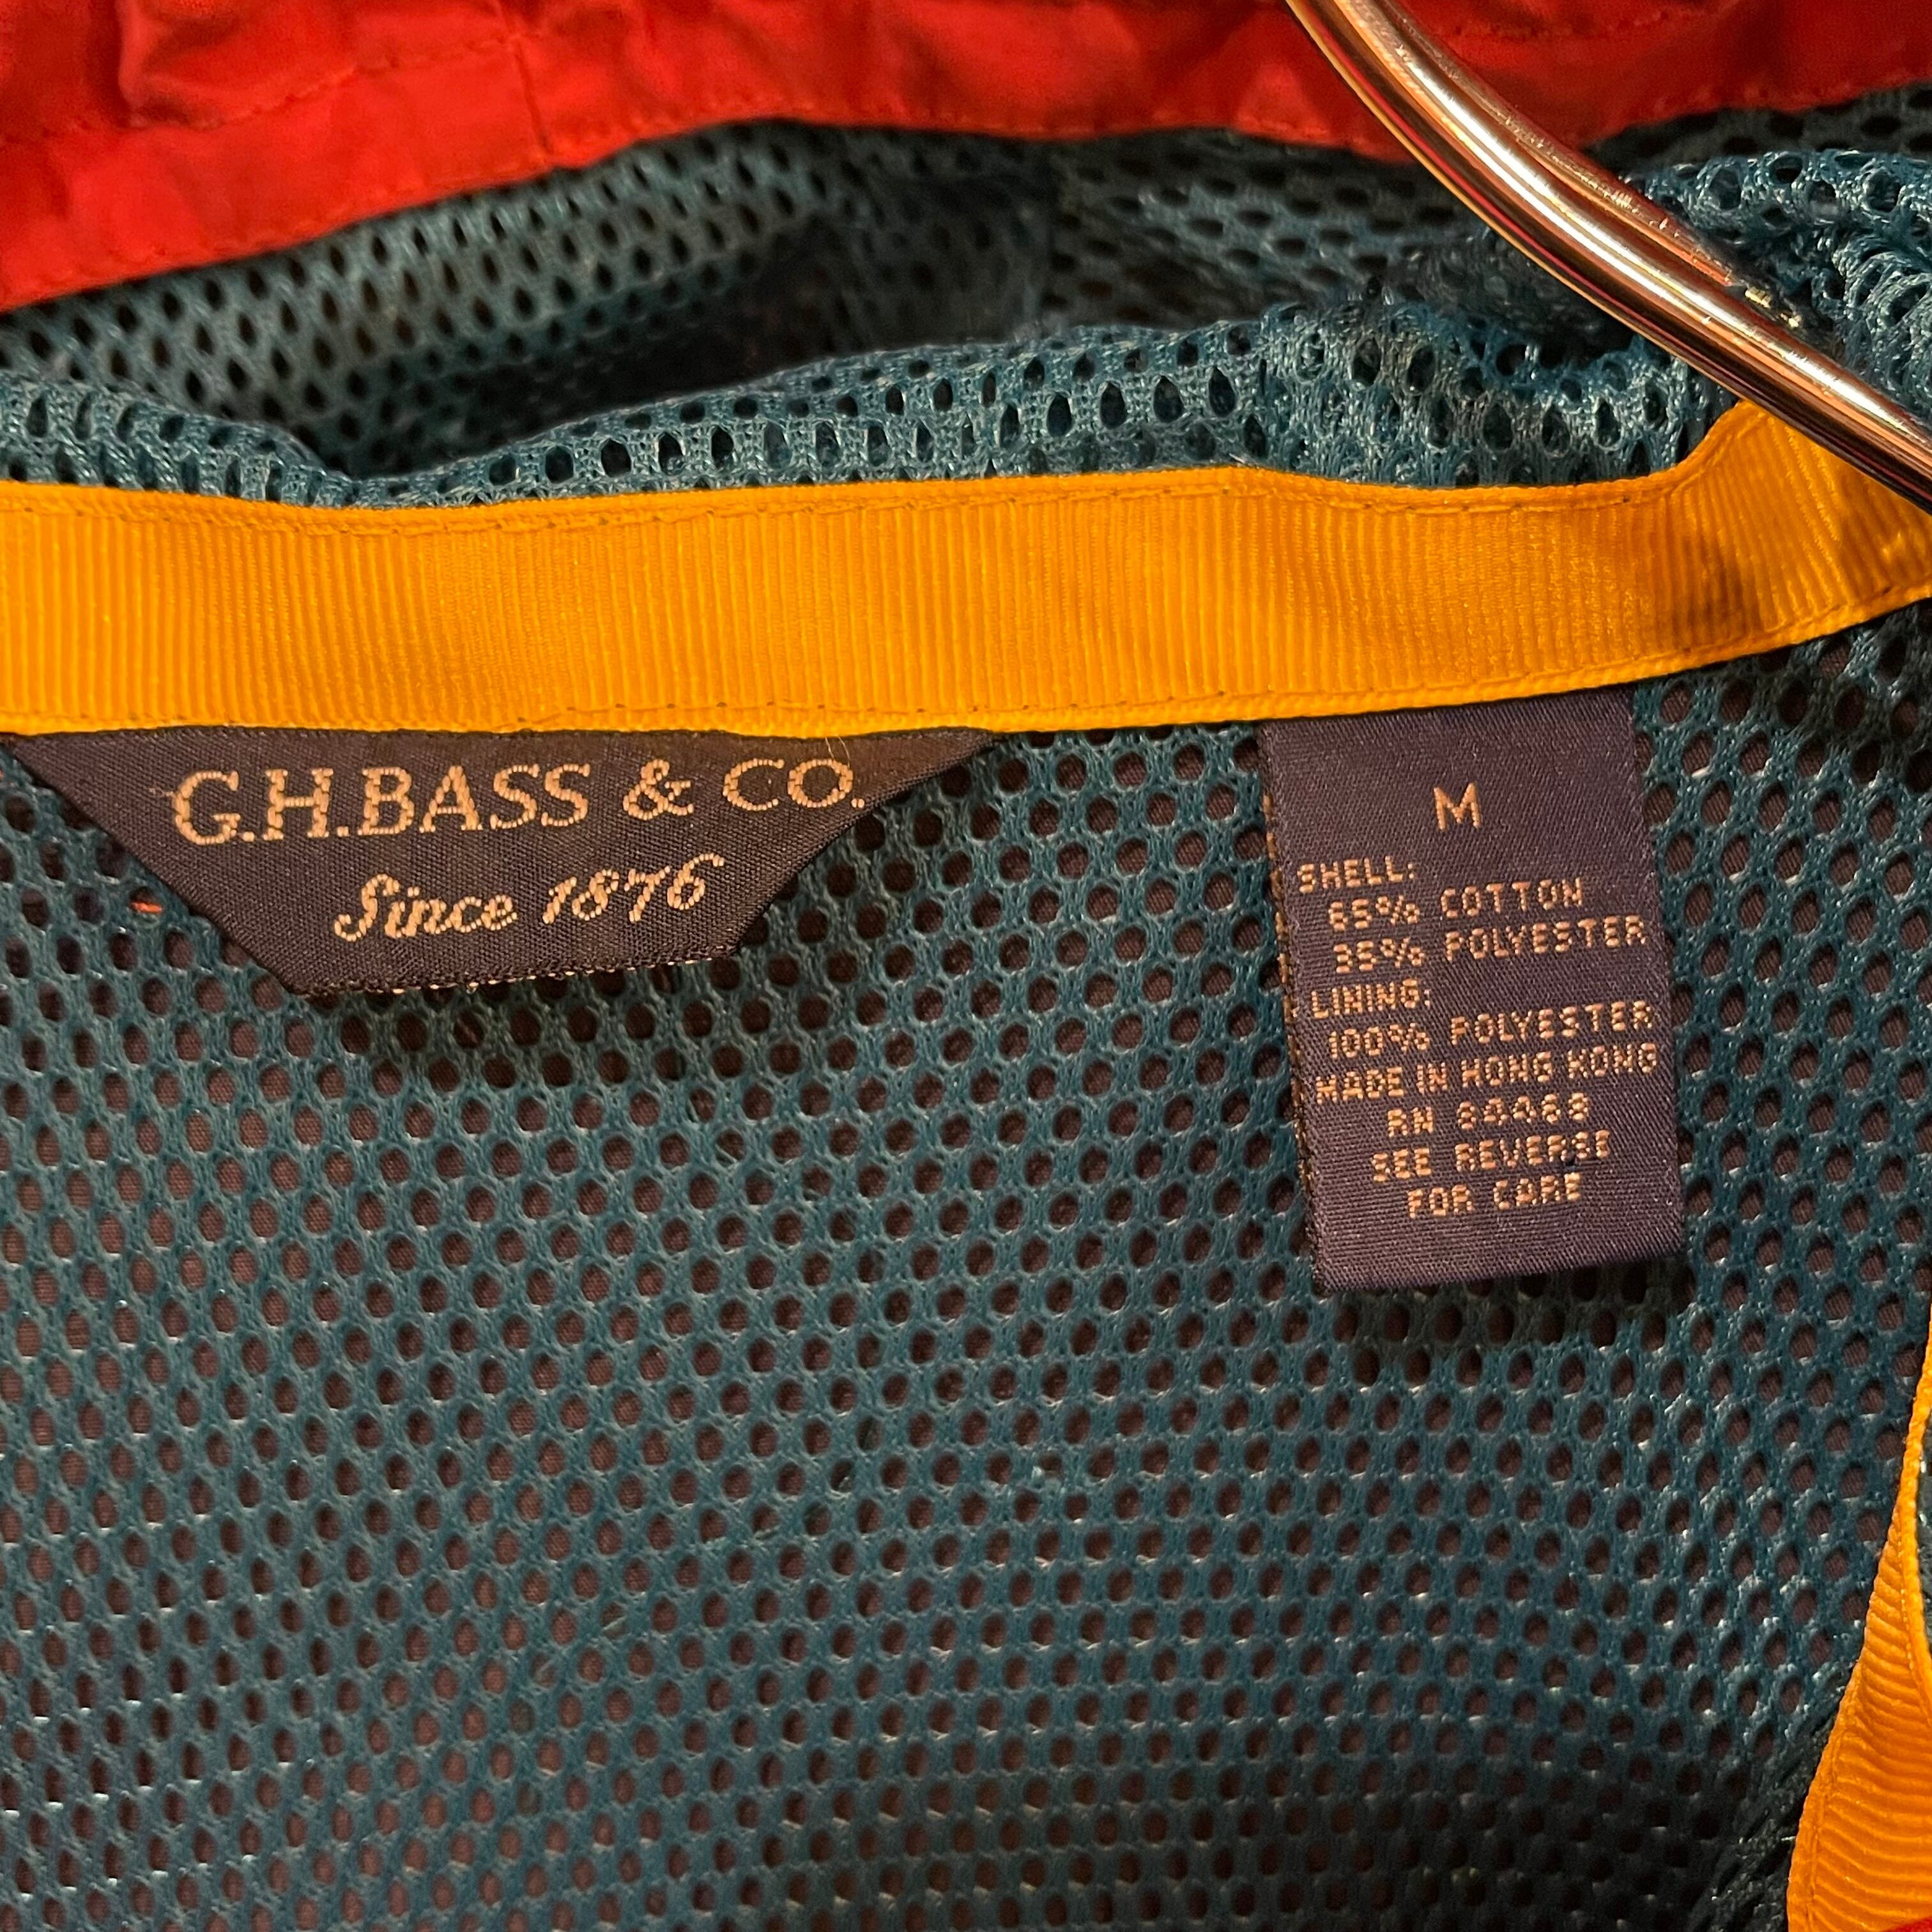 G.H.BASS & CO.
Since 1876
M
SHELL:
65% COTTON
35% POLYESTER
LINING:
100% POLYESTER
MADE IN HONG KONG
RN
SEE REVERSE
FOR CARE